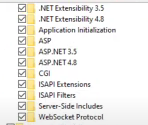 .NET Extensibility 3.5
.NET Extensibility 4.8
Application Initialization
ASP
ASP.NET 3.5
ASP.NET 4.8
CGI
ISAPI Extensions
ISAPI Filters
Server-Side Includes
WebSocket Protocol